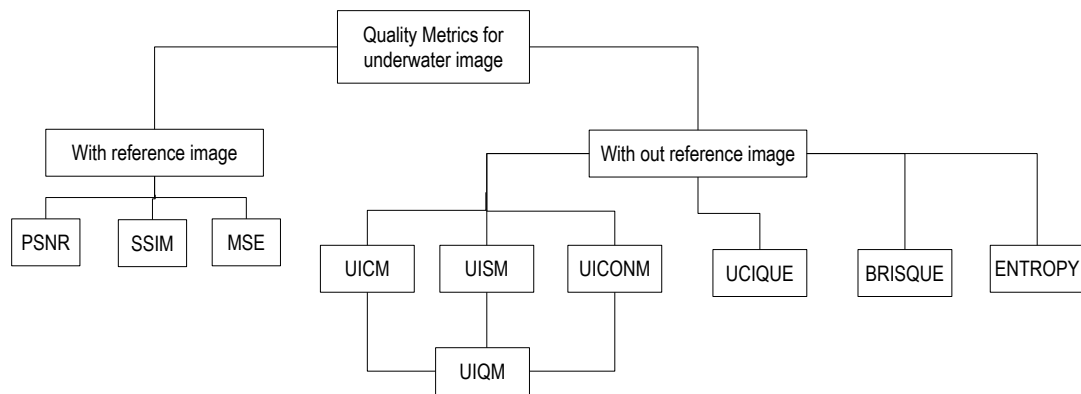 Quality Metrics for
underwater image
With reference image
With out reference image
PSNR
SSIM
MSE
UICM
UISM
UICONM
UCIQUE
BRISQUE
ENTROPY
UIQM